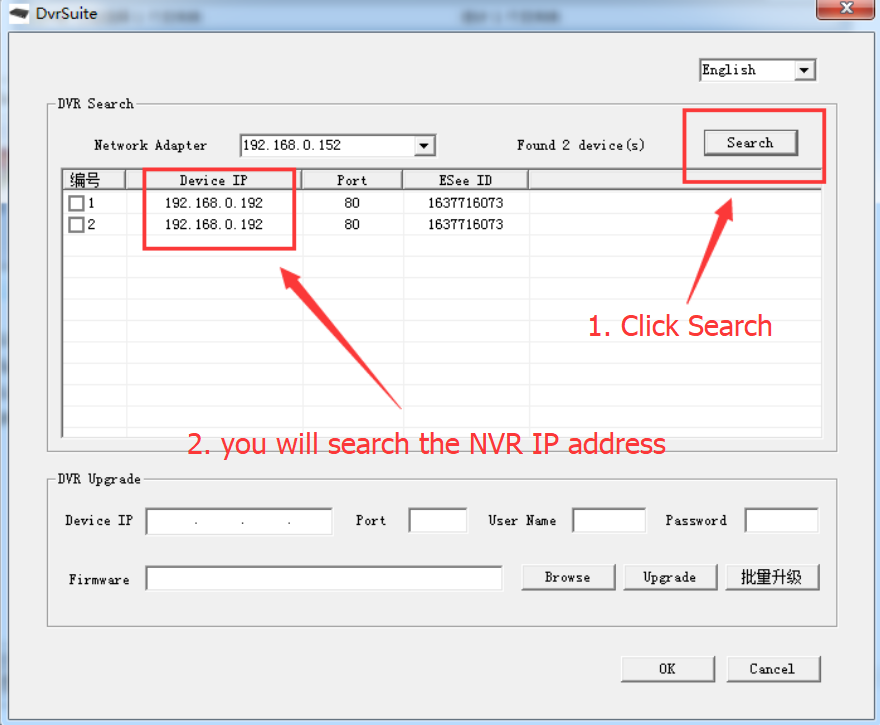 DvrSuite
English
DVR Search
Network Adapter 192.168.0.152 Found 2 device(s) Search
编号 Device IP Port ESee ID
1 192.168.0.192 80 1637716073
2 192.168.0.192 80 1637716073
1. Click Search
2. you will search the NVR IP address
DVR Upgrade
Device IP . . . Port User Name Password
Firmware Browse Upgrade 批量升级
OK Cancel